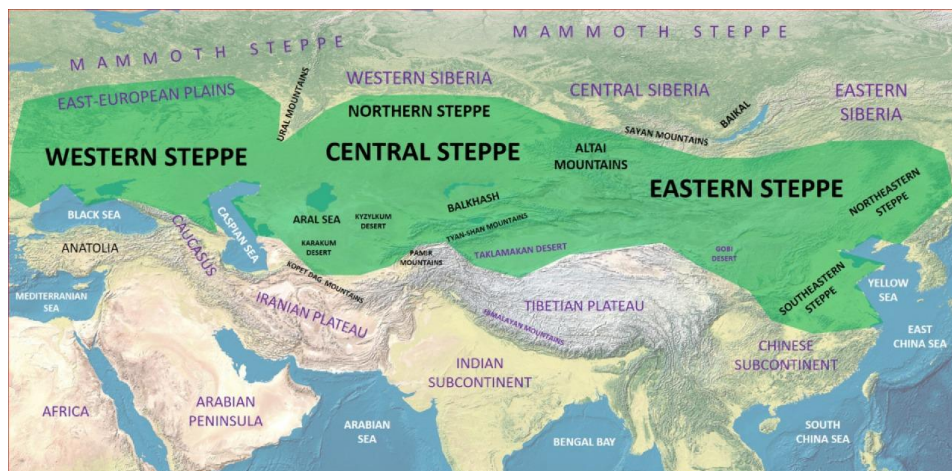 MAMMOTH STEPPE
MAMMOTH STEPPE
WESTERN SIBERIA
CENTRAL SIBERIA
EASTERN
SIBERIA
EAST-EUROPEAN PLAINS
URAL MOUNTAINS
NORTHERN STEPPE
SAYAN MOUNTAINS
BAIKAL
WESTERN STEPPE
CENTRAL STEPPE
ALTAI
MOUNTAINS
EASTERN STEPPE
NORTHEASTERN
STEPPE
BLACK SEA
CASPIAN SEA
ARAL SEA
KYZYLKUM
DESERT
BALKHASH
TYAN-SHAN MOUNTAINS
ANATOLIA
CAUCASUS
KARAKUM
DESERT
PAMIR
MOUNTAINS
TAKLAMAKAN DESERT
GOBI
DESERT
KOPET DAG MOUNTAINS
SOUTHEASTERN
STEPPE
YELLOW
SEA
MEDITERRANIAN
SEA
IRANIAN PLATEAU
TIBETIAN PLATEAU
HIMALAYAN MOUNTAINS
EAST
CHINA SEA
INDIAN
SUBCONTINENT
CHINESE
SUBCONTINENT
AFRICA
ARABIAN
PENINSULA
ARABIAN
SEA
BENGAL BAY
SOUTH
CHINA SEA